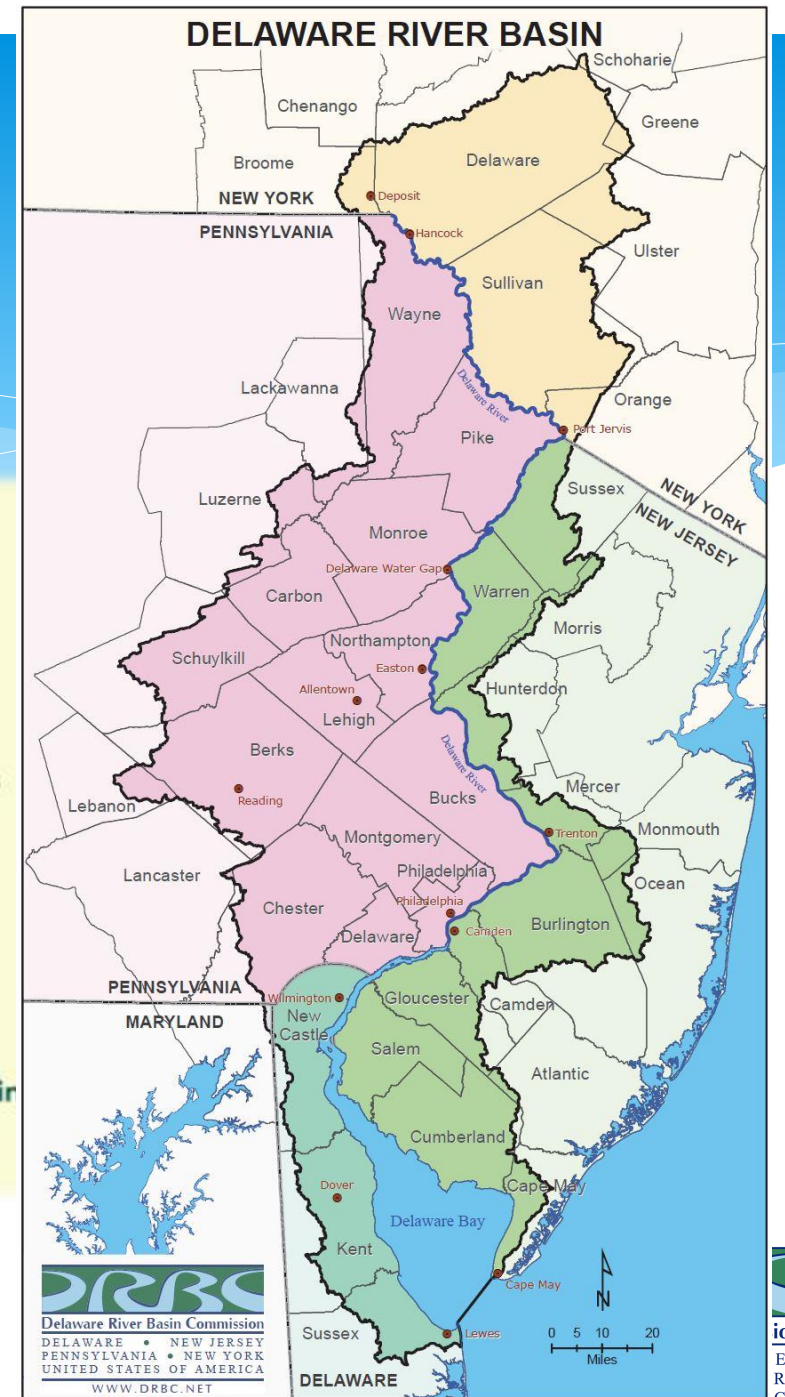 DELAWARE RIVER BASIN
Schoharie
Chenango
Greene
Delaware
Broome
NEW YORK
Deposit
PENNSYLVANIA
Hancock
Ulster
Sullivan
Wayne
Lackawanna
Delaware River
Orange
Port Jervis
Pike
Luzerne
Sussex
NEW YORK
NEW JERSEY
Monroe
Delaware Water Gap
Warren
Carbon
Morris
Northampton
Schuylkill
Easton
Hunterdon
Allentown
Lehigh
Delaware River
Berks
Mercer
Bucks
Reading
Lebanon
Trenton
Monmouth
Montgomery
Philadelphia
Lancaster
Ocean
Chester
Philadelphia
Burlington
Camden
Delaware
PENNSYLVANIA
Wilmington
Gloucester
Camden
MARYLAND
New
Castle
Salem
Atlantic
Cumberland
Dover
Cape May
Delaware Bay
Kent
DRBC
Cape May
N
Delaware River Basin Commission
DELAWARE • NEW JERSEY
PENNSYLVANIA • NEW YORK
UNITED STATES OF AMERICA
WWW.DRBC.NET
Sussex
Lewes
0 5 10 20
Miles
DELAWARE